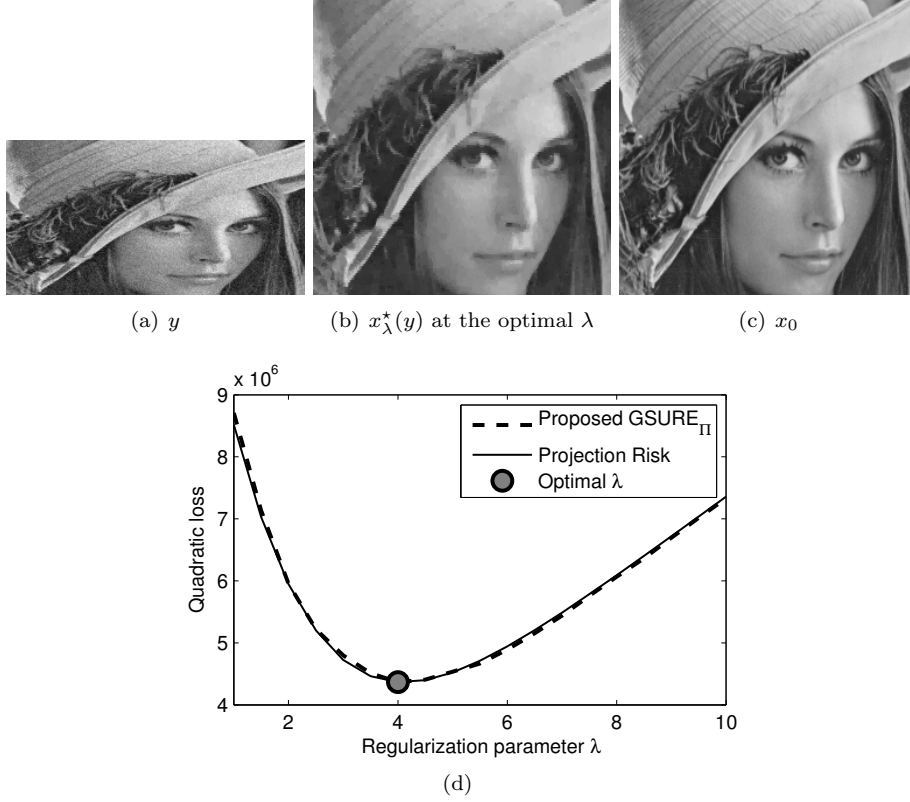 (a) y
(b) x⋆λ(y) at the optimal λ
(c) x0
x 10^6
9
8
7
6
5
4
Quadratic loss
Proposed GSUREΠ
Projection Risk
Optimal λ
2 4 6 8 10
Regularization parameter λ
(d)